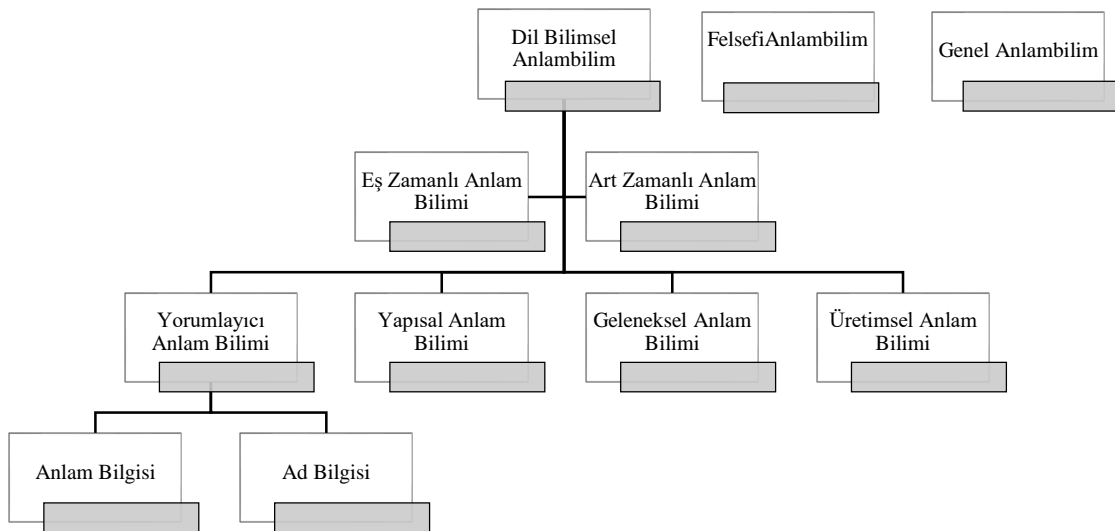 Dil Bilimsel
Anlambilim
FelsefiAnlambilim
Genel Anlambilim
Eş Zamanlı Anlam
Bilimi
Art Zamanlı Anlam
Bilimi
Yorumlayıcı
Anlam Bilimi
Yapısal Anlam
Bilimi
Geleneksel Anlam
Bilimi
Üretimsel Anlam
Bilimi
Anlam Bilgisi
Ad Bilgisi